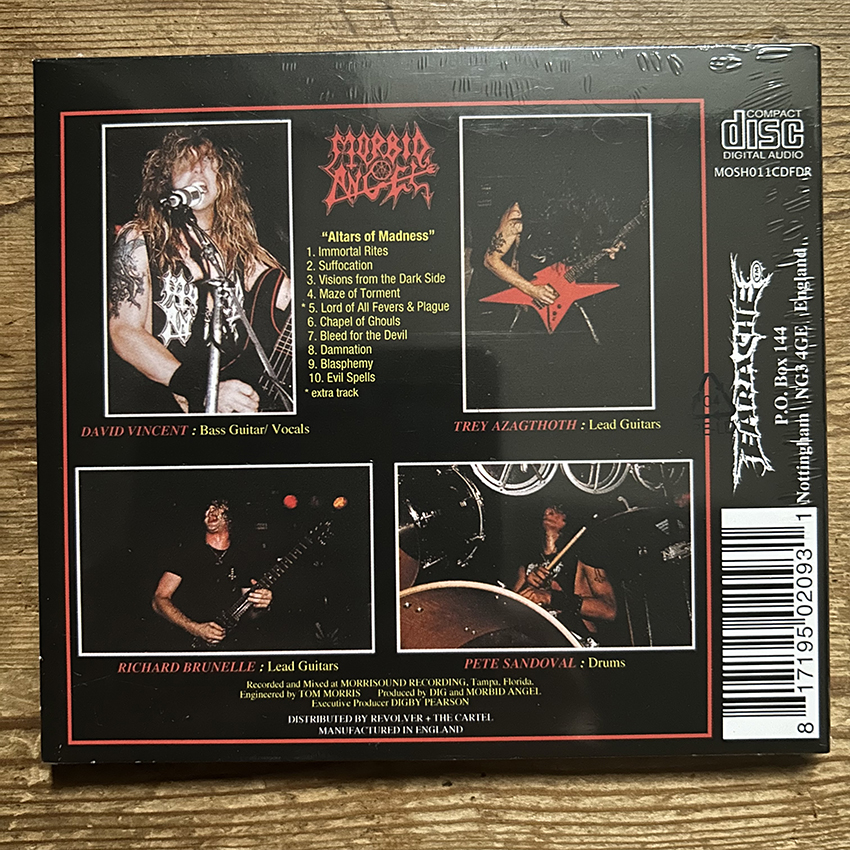 MORBID
ANGEL
"Altars of Madness"
1. Immortal Rites
2. Suffocation
3. Visions from the Dark Side
4. Maze of Torment
* 5. Lord of All Fevers & Plague
6. Chapel of Ghouls
7. Bleed for the Devil
8. Damnation
9. Blasphemy
10. Evil Spells
* extra track
DAVID VINCENT : Bass Guitar/ Vocals
TREY AZAGTHOTH : Lead Guitars
RICHARD BRUNELLE : Lead Guitars
PETE SANDOVAL : Drums
Recorded and Mixed at MORRISOUND RECORDING, Tampa, Florida.
Engineered by TOM MORRIS Produced by DIG and MORBID ANGEL
Executive Producer DIGBY PEARSON
DISTRIBUTED BY REVOLVER + THE CARTEL
MANUFACTURED IN ENGLAND
COMPACT
disc
DIGITAL AUDIO
MOSH011CDFDR
EARACHE
P.O. Box 144
Nottingham NG3 4GE England
8 17195 02093 1